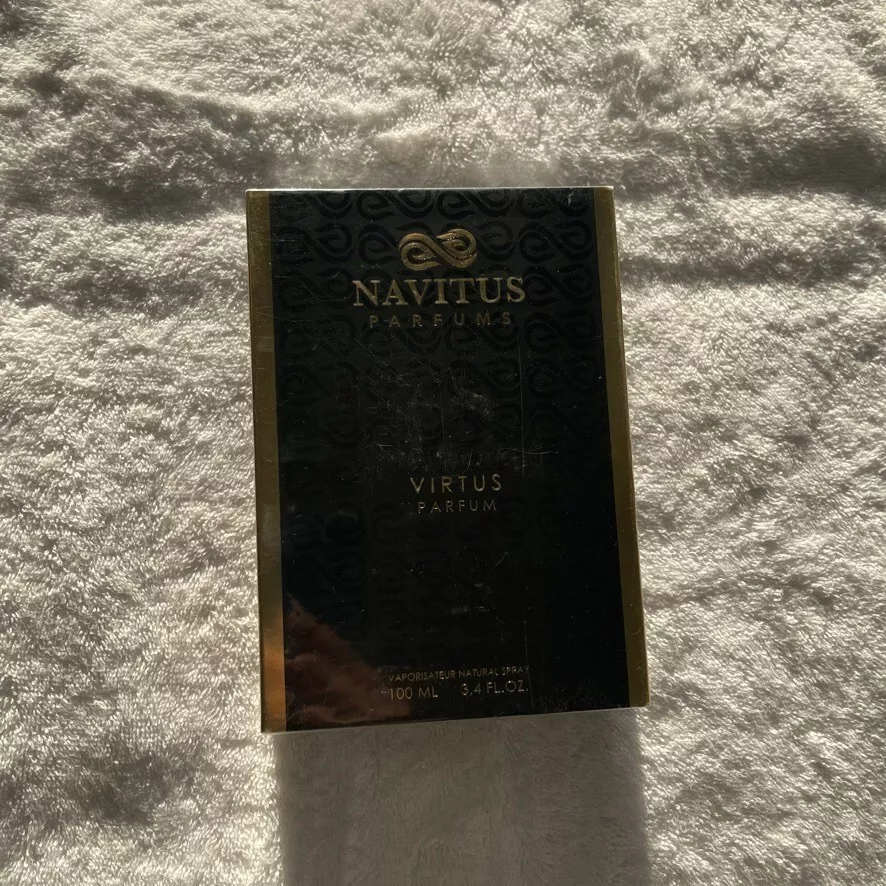 NAVITUS
PARFUMS
VIRTUS
PARFUM
VAPORISATEUR NATURAL SPRAY
100 ML 3.4 FL.OZ.